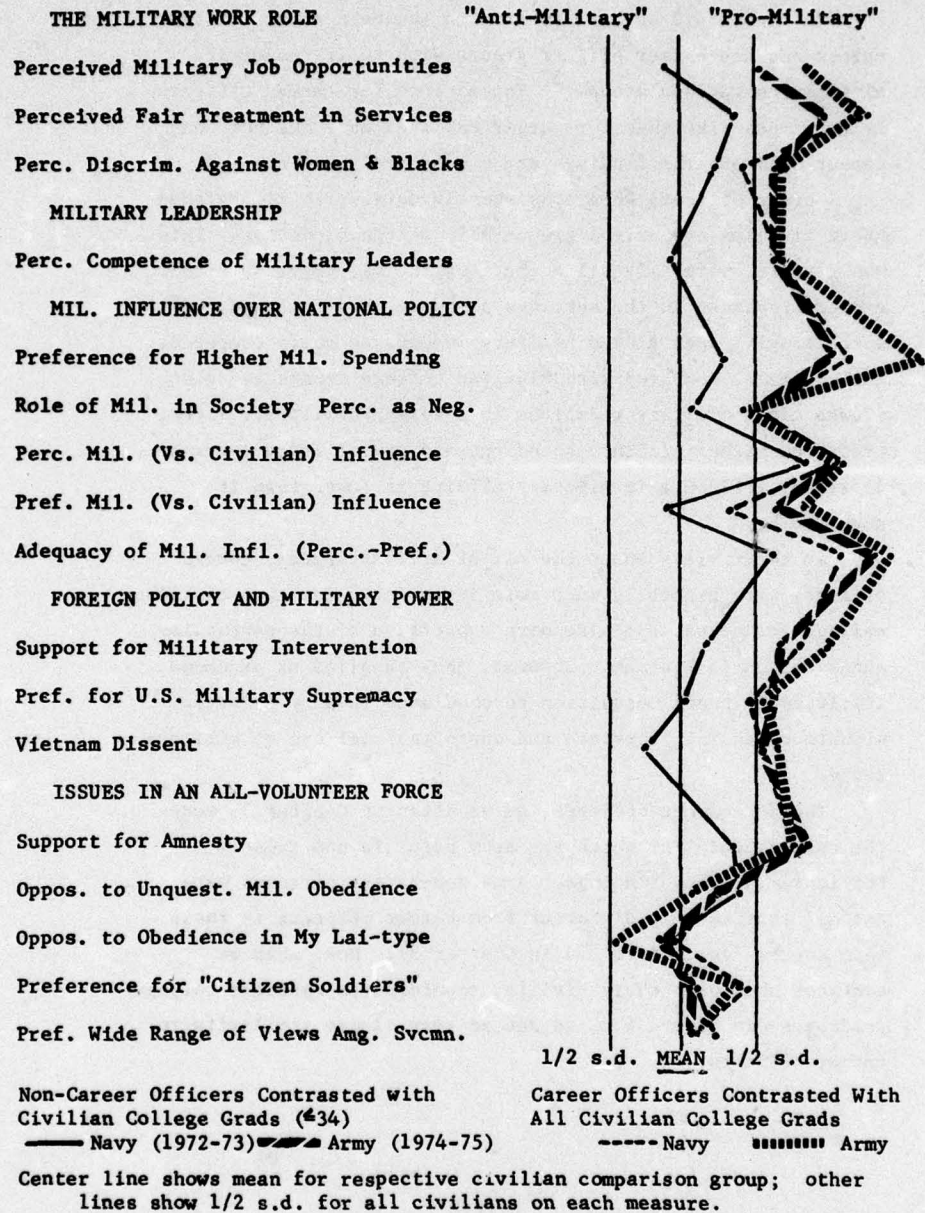 THE MILITARY WORK ROLE "Anti-Military" "Pro-Military"
Perceived Military Job Opportunities
Perceived Fair Treatment in Services
Perc. Discrim. Against Women & Blacks
MILITARY LEADERSHIP
Perc. Competence of Military Leaders
MIL. INFLUENCE OVER NATIONAL POLICY
Preference for Higher Mil. Spending
Role of Mil. in Society Perc. as Neg.
Perc. Mil. (Vs. Civilian) Influence
Pref. Mil. (Vs. Civilian) Influence
Adequacy of Mil. Infl. (Perc.-Pref.)
FOREIGN POLICY AND MILITARY POWER
Support for Military Intervention
Pref. for U.S. Military Supremacy
Vietnam Dissent
ISSUES IN AN ALL-VOLUNTEER FORCE
Support for Amnesty
Oppos. to Unquest. Mil. Obedience
Oppos. to Obedience in My Lai-type
Preference for "Citizen Soldiers"
Pref. Wide Range of Views Amg. Svcmn.
1/2 s.d. MEAN 1/2 s.d.
Non-Career Officers Contrasted with
Civilian College Grads (≤34)
Navy (1972-73) Army (1974-75)
Career Officers Contrasted With
All Civilian College Grads
Navy Army
Center line shows mean for respective civilian comparison group; other
lines show 1/2 s.d. for all civilians on each measure.